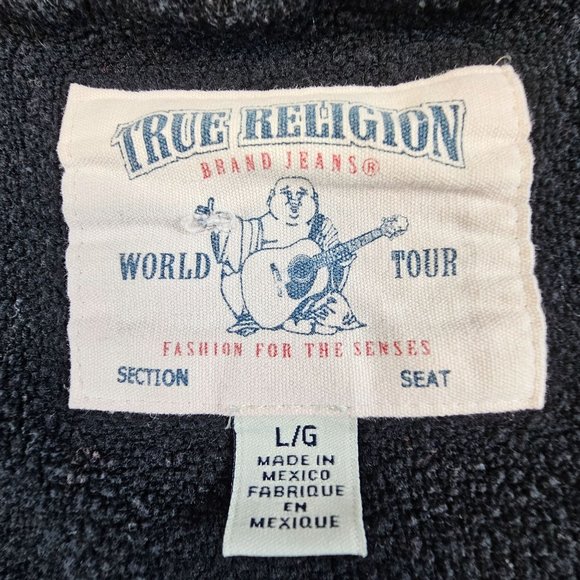 TRUE RELIGION
BRAND JEANS®
WORLD TOUR
FASHION FOR THE SENSES
SECTION SEAT
L/G
MADE IN
MEXICO
FABRIQUE
EN
MEXIQUE